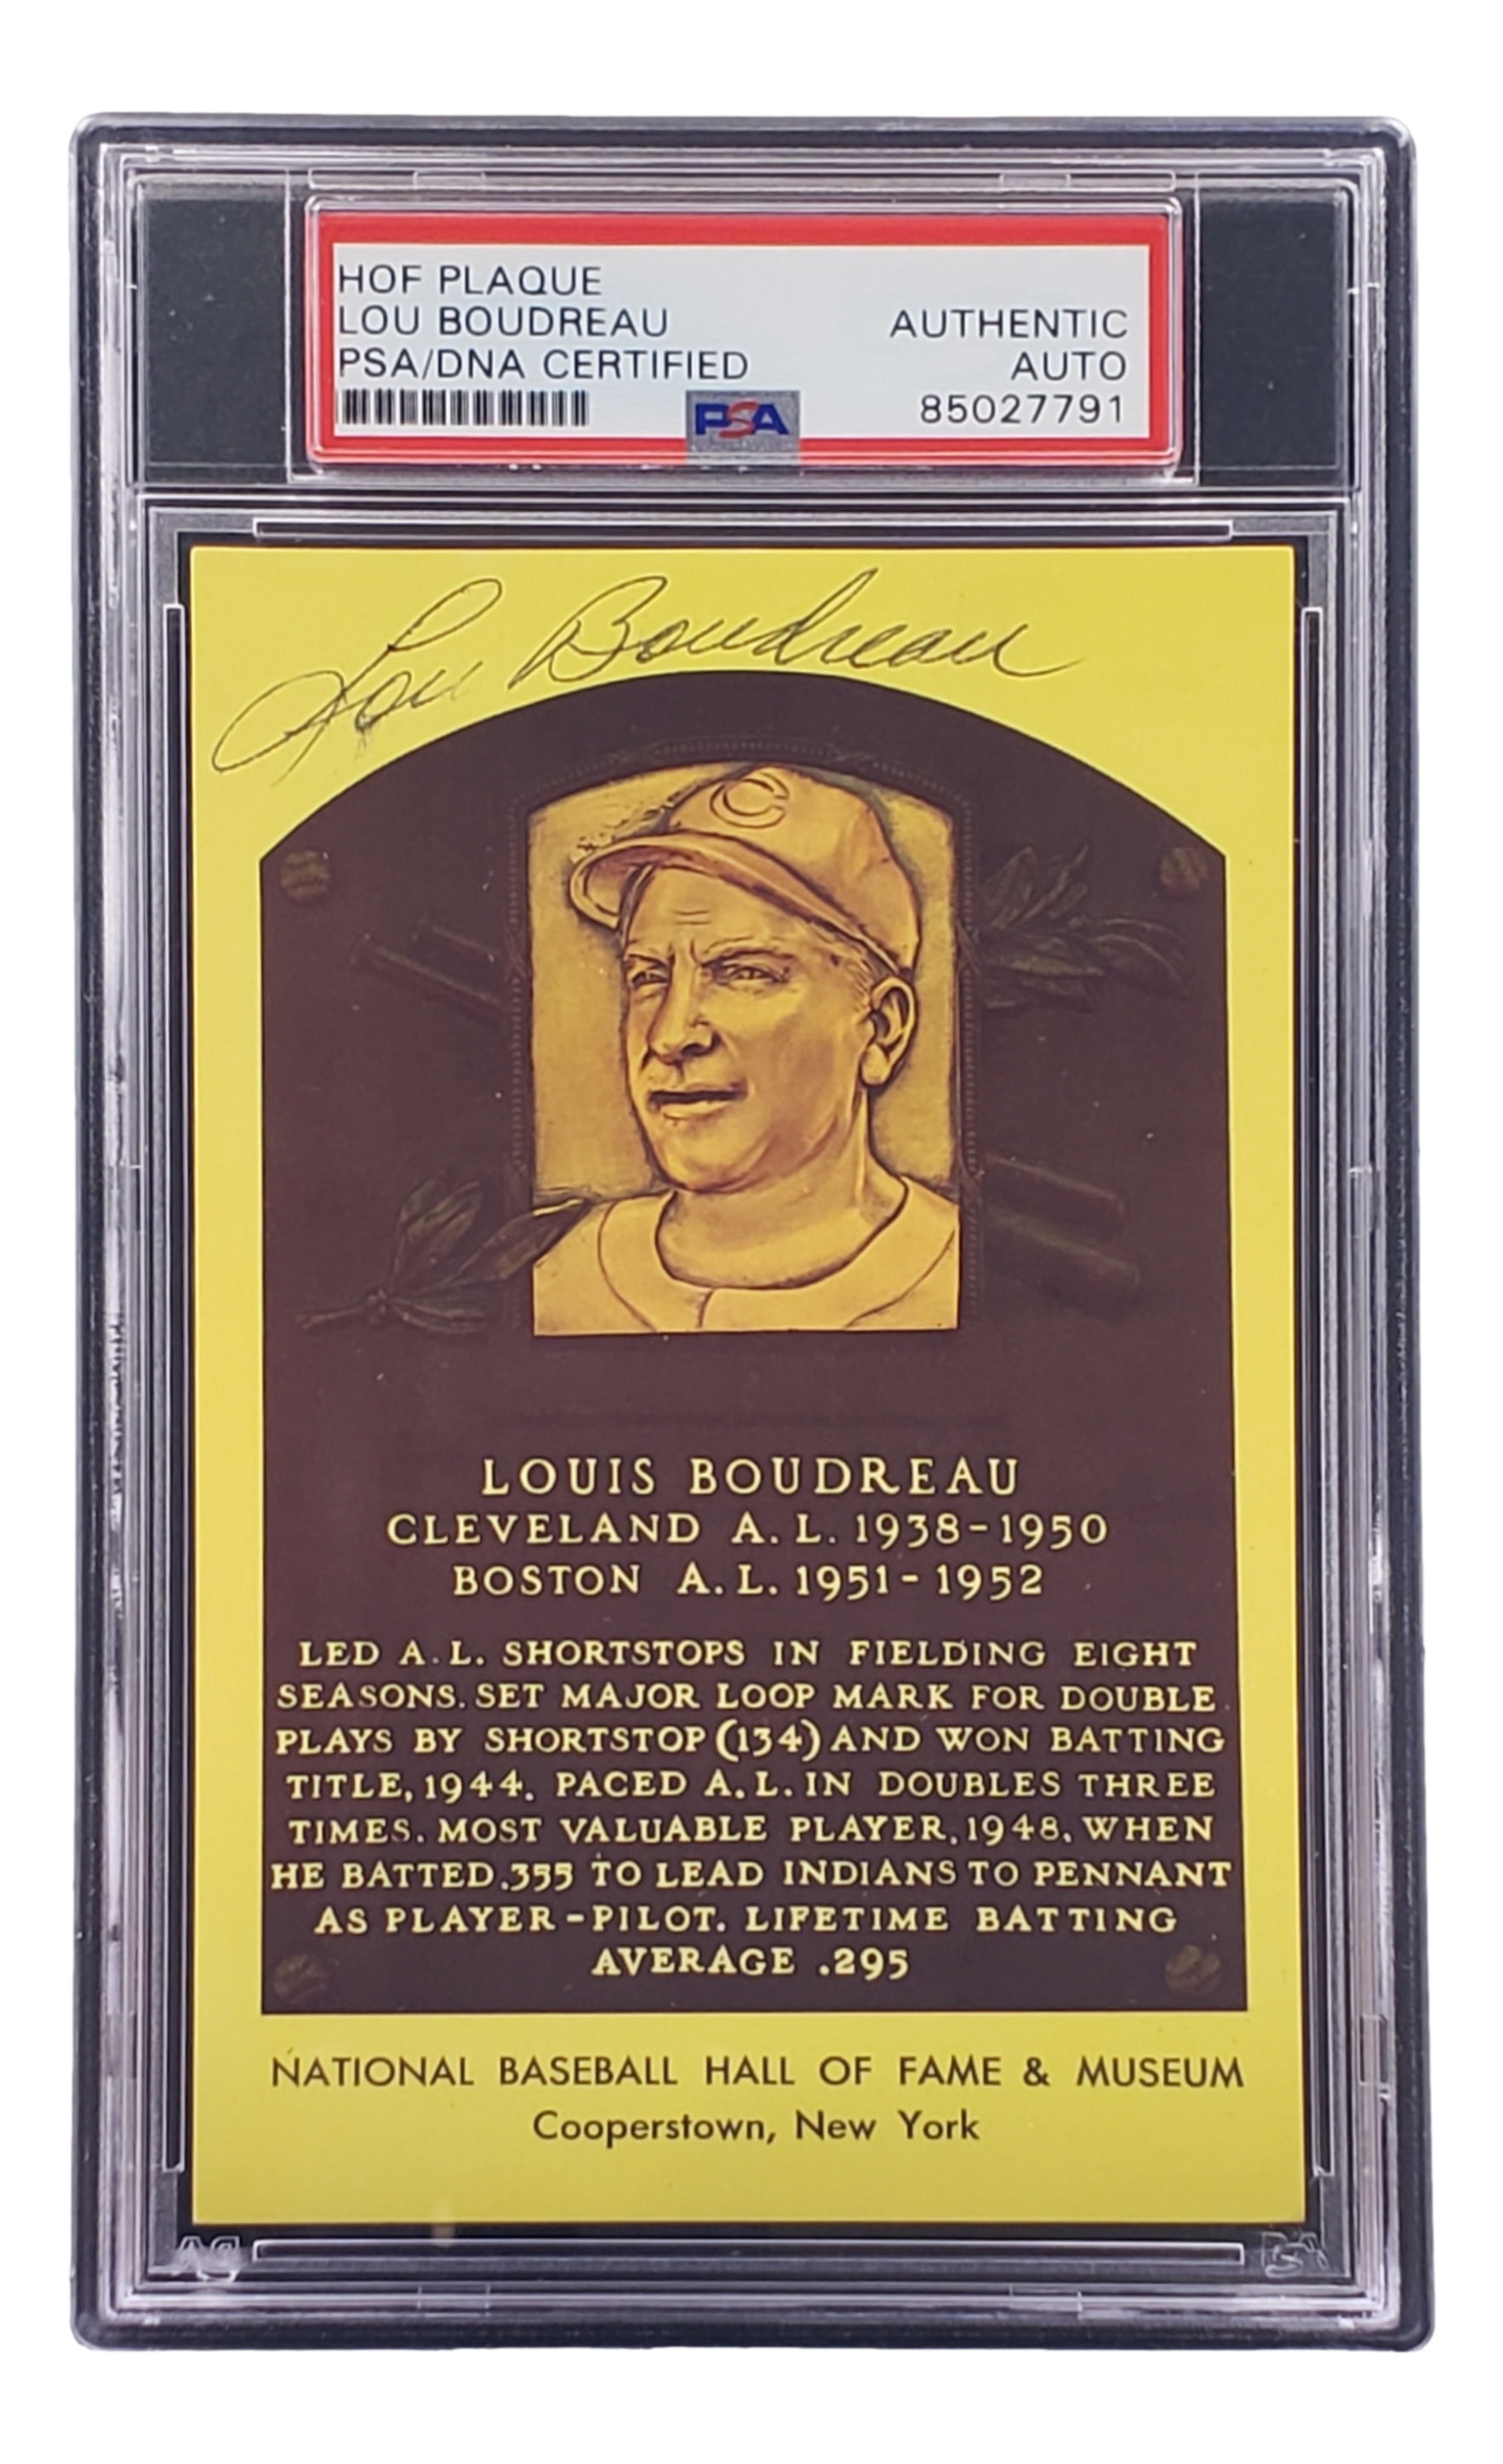 HOF PLAQUE
LOU BOUDREAU
PSA/DNA CERTIFIED
AUTHENTIC
AUTO
85027791
PSA
Lou Boudreau
C
LOUIS BOUDREAU
CLEVELAND A. L. 1938-1950
BOSTON A. L. 1951-1952
LED A. L. SHORTSTOPS IN FIELDING EIGHT
SEASONS. SET MAJOR LOOP MARK FOR DOUBLE
PLAYS BY SHORTSTOP (134) AND WON BATTING
TITLE, 1944. PACED A. L. IN DOUBLES THREE
TIMES. MOST VALUABLE PLAYER, 1948, WHEN
HE BATTED .355 TO LEAD INDIANS TO PENNANT
AS PLAYER-PILOT. LIFETIME BATTING
AVERAGE .295
NATIONAL BASEBALL HALL OF FAME & MUSEUM
Cooperstown, New York